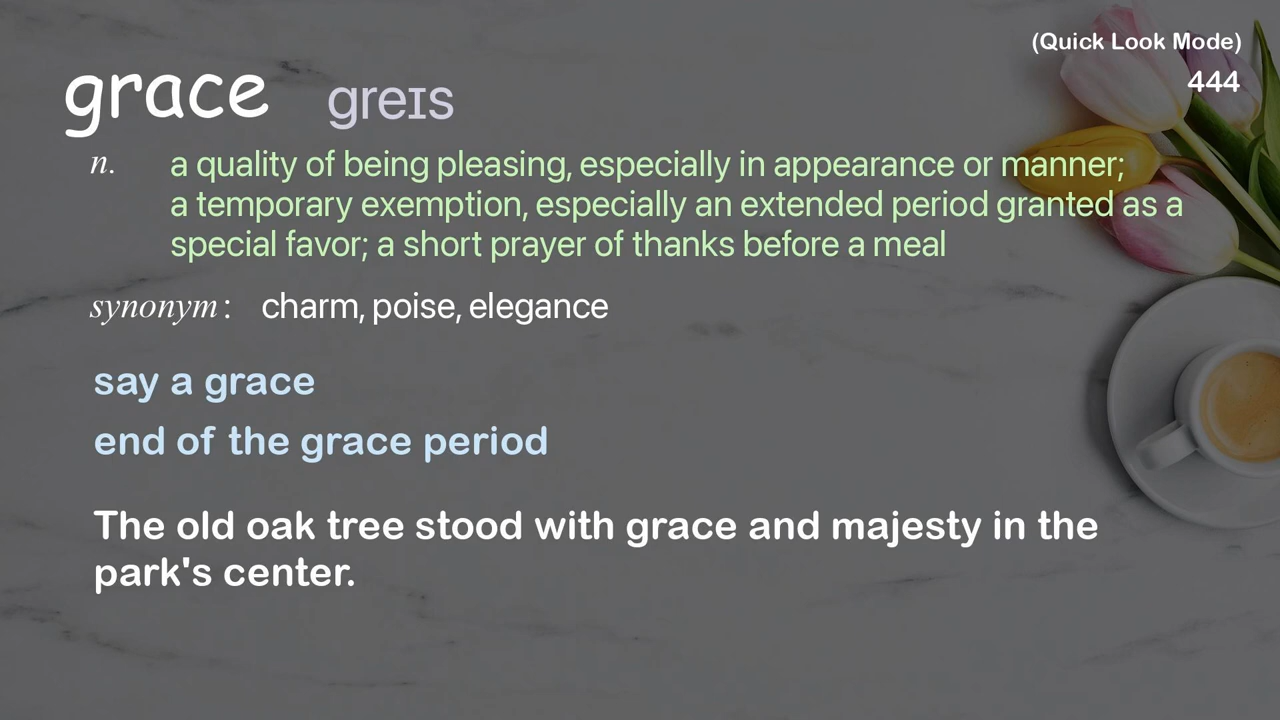 (Quick Look Mode)
444
grace greɪs
n. a quality of being pleasing, especially in appearance or manner;
a temporary exemption, especially an extended period granted as a
special favor; a short prayer of thanks before a meal
synonym: charm, poise, elegance
say a grace
end of the grace period
The old oak tree stood with grace and majesty in the
park's center.